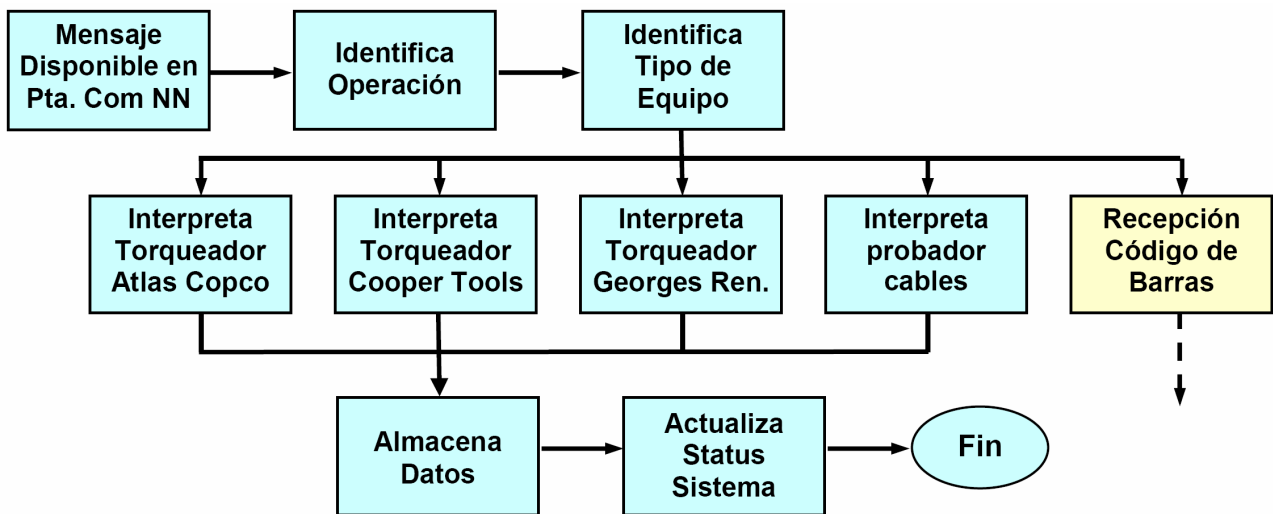 Mensaje
Disponible en
Pta. Com NN
Identifica
Operación
Identifica
Tipo de
Equipo
Interpreta
Torqueador
Atlas Copco
Interpreta
Torqueador
Cooper Tools
Interpreta
Torqueador
Georges Ren.
Interpreta
probador
cables
Recepción
Código de
Barras
Almacena
Datos
Actualiza
Status
Sistema
Fin